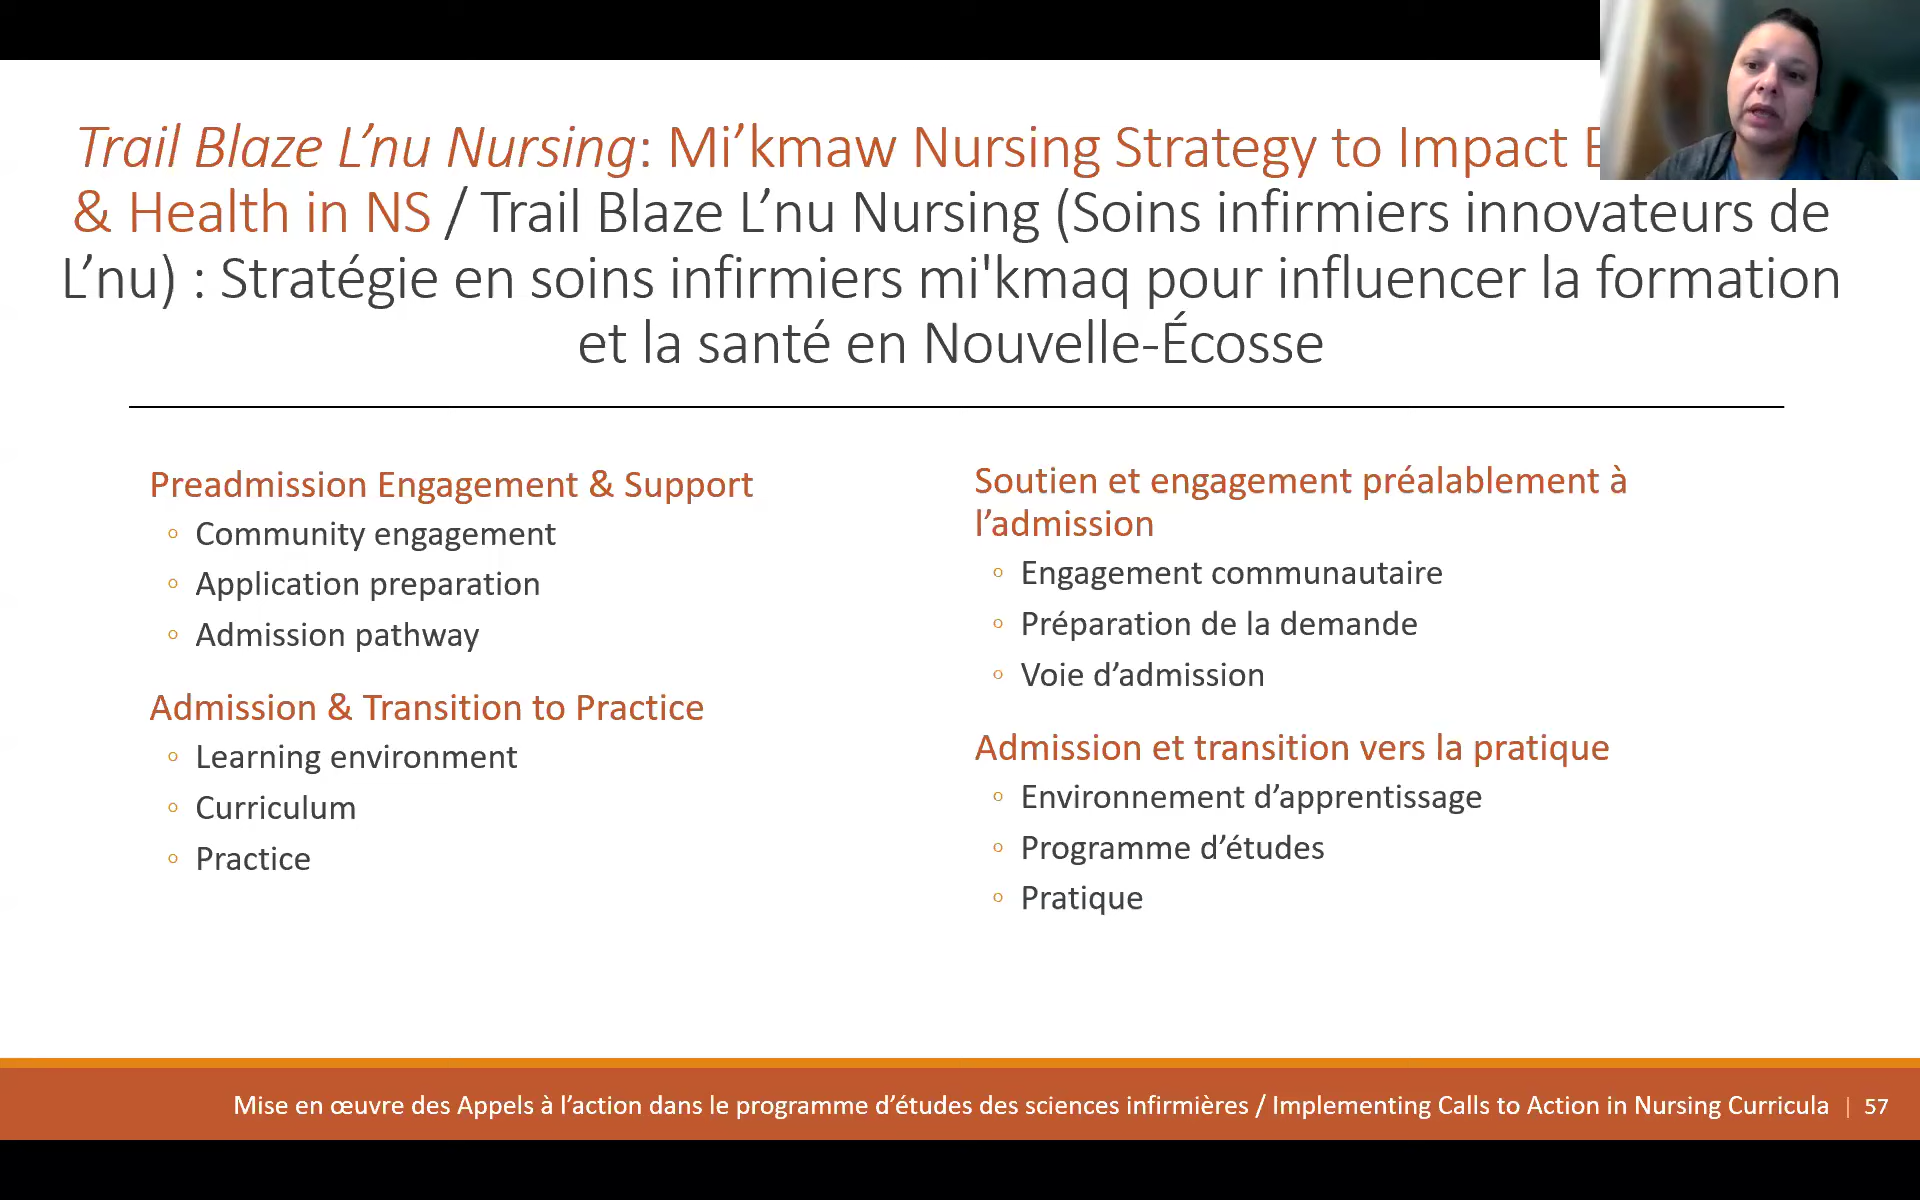 Trail Blaze L’nu Nursing: Mi’kmaw Nursing Strategy to Impact
& Health in NS / Trail Blaze L’nu Nursing (Soins infirmiers innovateurs de
L’nu) : Stratégie en soins infirmiers mi'kmaq pour influencer la formation
et la santé en Nouvelle-Écosse
Preadmission Engagement & Support
◦ Community engagement
◦ Application preparation
◦ Admission pathway
Admission & Transition to Practice
◦ Learning environment
◦ Curriculum
◦ Practice
Soutien et engagement préalablement à
l’admission
◦ Engagement communautaire
◦ Préparation de la demande
◦ Voie d’admission
Admission et transition vers la pratique
◦ Environnement d’apprentissage
◦ Programme d’études
◦ Pratique
Mise en œuvre des Appels à l’action dans le programme d’études des sciences infirmières / Implementing Calls to Action in Nursing Curricula | 57